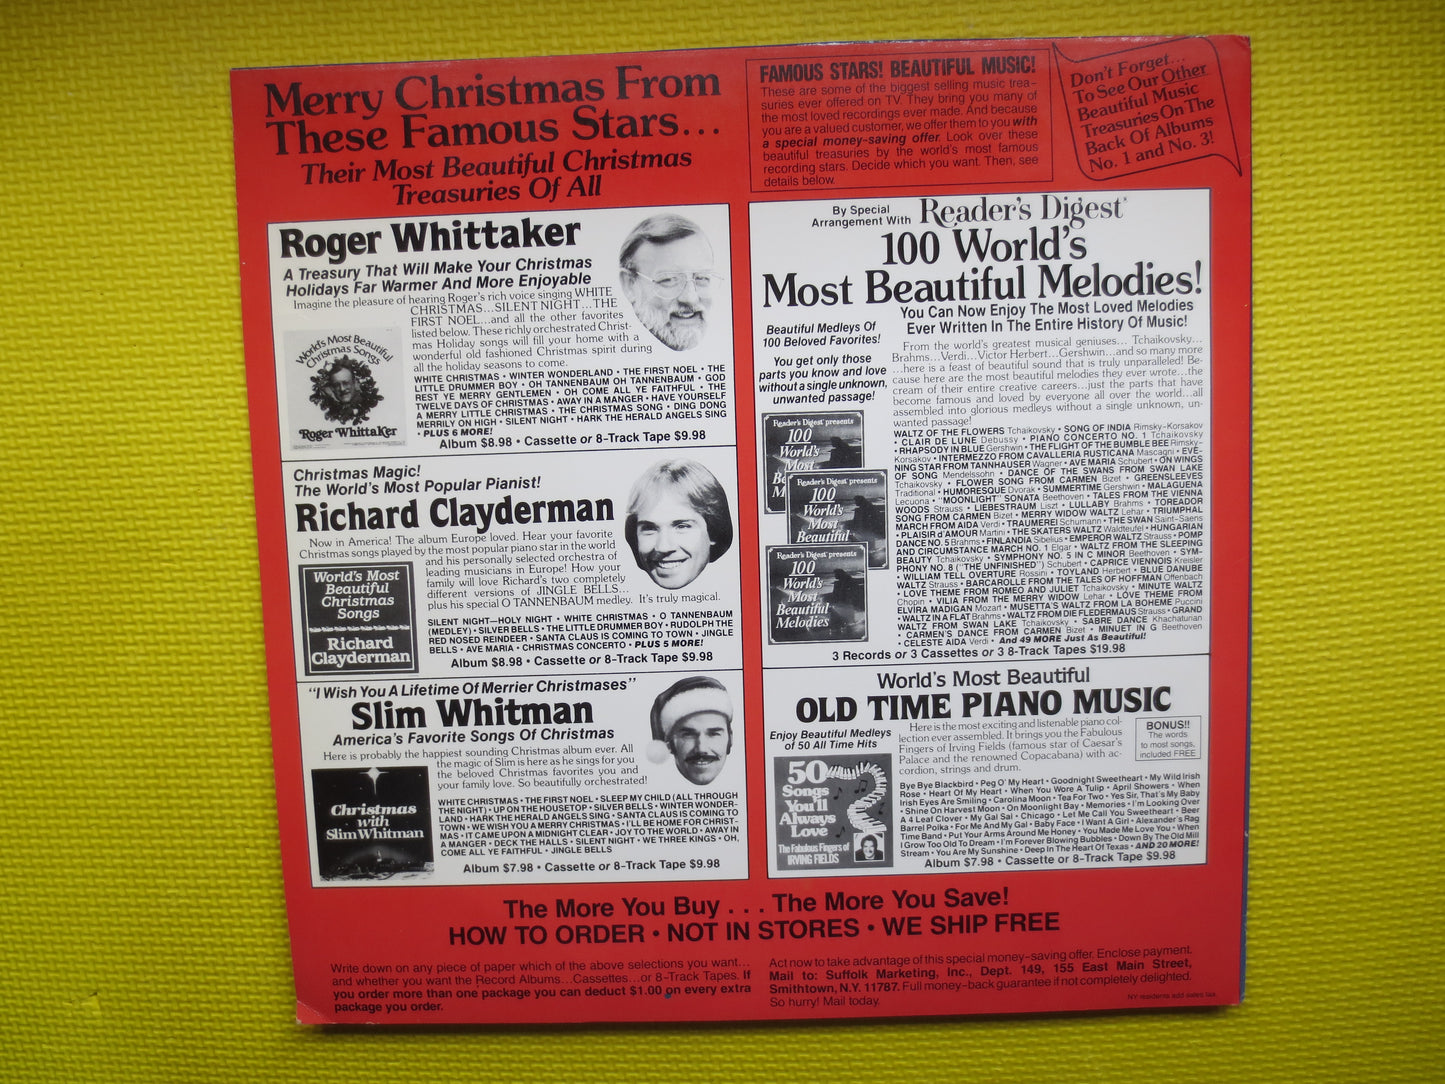 Merry Christmas From
These Famous Stars...
Their Most Beautiful Christmas
Treasuries Of All
FAMOUS STARS! BEAUTIFUL MUSIC!
These are some of the biggest selling music trea-
suries ever offered on TV. They bring you many of
the most loved recordings ever made. And because
you are a valued customer, we offer them to you with
a special money-saving offer. Look over these
beautiful treasuries by the world's most famous
recording stars. Decide which you want. Then, see
details below.
Don't Forget...
To See Our Other
Beautiful Music
Treasuries On The
Back Of Albums
No. 1 and No. 3!
Roger Whittaker
A Treasury That Will Make Your Christmas
Holidays Far Warmer And More Enjoyable
Imagine the pleasure of hearing Roger's rich voice singing WHITE
CHRISTMAS...SILENT NIGHT...THE
FIRST NOEL...and all the other favorites
listed below. These richly orchestrated Christ-
mas Holiday songs will fill your home with a
wonderful old fashioned Christmas spirit during
all the holiday seasons to come.
World's Most Beautiful
Christmas Songs
Roger Whittaker
WHITE CHRISTMAS • WINTER WONDERLAND • THE FIRST NOEL • THE
LITTLE DRUMMER BOY • OH TANNENBAUM OH TANNENBAUM • GOD
REST YE MERRY GENTLEMEN • OH COME ALL YE FAITHFUL • THE
TWELVE DAYS OF CHRISTMAS • AWAY IN A MANGER • HAVE YOURSELF
A MERRY LITTLE CHRISTMAS • THE CHRISTMAS SONG • DING DONG
MERRILY ON HIGH • SILENT NIGHT • HARK THE HERALD ANGELS SING
• PLUS 6 MORE!
Album $8.98 • Cassette or 8-Track Tape $9.98
Christmas Magic!
The World's Most Popular Pianist!
Richard Clayderman
Now in America! The album Europe loved. Hear your favorite
Christmas songs played by the most popular piano star in the world
and his personally selected orchestra of
leading musicians in Europe! How your
family will love Richard's two completely
different versions of JINGLE BELLS...
plus his special O TANNENBAUM medley. It's truly magical.
World's Most
Beautiful
Christmas
Songs
Richard
Clayderman
SILENT NIGHT—HOLY NIGHT • WHITE CHRISTMAS • O TANNENBAUM
(MEDLEY) • SILVER BELLS • THE LITTLE DRUMMER BOY • RUDOLPH THE
RED NOSED REINDEER • SANTA CLAUS IS COMING TO TOWN • JINGLE
BELLS • AVE MARIA • CHRISTMAS CONCERTO • PLUS 5 MORE!
Album $8.98 • Cassette or 8-Track Tape $9.98
"I Wish You A Lifetime Of Merrier Christmases"
Slim Whitman
America's Favorite Songs Of Christmas
Here is probably the happiest sounding Christmas album ever. All
the magic of Slim is here as he sings for you
the beloved Christmas favorites you and
your family love. So beautifully orchestrated!
Christmas
with
Slim Whitman
WHITE CHRISTMAS • THE FIRST NOEL • SLEEP MY CHILD (ALL THROUGH
THE NIGHT) • UP ON THE HOUSETOP • SILVER BELLS • WINTER WONDER-
LAND • HARK THE HERALD ANGELS SING • SANTA CLAUS IS COMING TO
TOWN • WE WISH YOU A MERRY CHRISTMAS • I'LL BE HOME FOR CHRIST-
MAS • IT CAME UPON A MIDNIGHT CLEAR • JOY TO THE WORLD • AWAY IN
A MANGER • DECK THE HALLS • SILENT NIGHT • WE THREE KINGS • OH,
COME ALL YE FAITHFUL • JINGLE BELLS
Album $7.98 • Cassette or 8-Track Tape $9.98
By Special
Arrangement With Reader's Digest®
100 World's
Most Beautiful Melodies!
You Can Now Enjoy The Most Loved Melodies
Ever Written In The Entire History Of Music!
Beautiful Medleys Of
100 Beloved Favorites!
You get only those
parts you know and love
without a single unknown,
unwanted passage!
From the world's greatest musical geniuses... Tchaikovsky...
Brahms...Verdi...Victor Herbert...Gershwin...and so many more
...here is a feast of beautiful sound that is truly unparalleled! Be-
cause here are the most beautiful melodies they ever wrote...the
cream of their entire creative careers...just the parts that have
become famous and loved by everyone all over the world...all
assembled into glorious medleys without a single unknown, un-
wanted passage!
Reader's Digest presents
100
World's
Most
Reader's Digest presents
100
World's
Most
Beautiful
Reader's Digest presents
100
World's
Most
Beautiful
Melodies
WALTZ OF THE FLOWERS Tchaikovsky • SONG OF INDIA Rimsky-Korsakov
• CLAIR DE LUNE Debussy • PIANO CONCERTO NO. 1 Tchaikovsky
• RHAPSODY IN BLUE Gershwin • THE FLIGHT OF THE BUMBLE BEE Rimsky-
Korsakov • INTERMEZZO FROM CAVALLERIA RUSTICANA Mascagni • EVE-
NING STAR FROM TANNHAUSER Wagner • AVE MARIA Schubert • ON WINGS
OF SONG Mendelssohn • DANCE OF THE SWANS FROM SWAN LAKE
Tchaikovsky • FLOWER SONG FROM CARMEN Bizet • GREENSLEEVES
Traditional • HUMORESQUE Dvorak • SUMMERTIME Gershwin • MALAGUENA
Lecuona • "MOONLIGHT" SONATA Beethoven • TALES FROM THE VIENNA
WOODS Strauss • LIEBESTRAUM Liszt • LULLABY Brahms • TOREADOR
SONG FROM CARMEN Bizet • MERRY WIDOW WALTZ Lehar • TRIUMPHAL
MARCH FROM AIDA Verdi • TRAUMEREI Schumann • THE SWAN Saint-Saens
• PLAISIR d'AMOUR Martini • THE SKATERS WALTZ Waldteufel • HUNGARIAN
DANCE NO. 5 Brahms • FINLANDIA Sibelius • EMPEROR WALTZ Strauss • POMP
AND CIRCUMSTANCE MARCH NO. 1 Elgar • WALTZ FROM THE SLEEPING
BEAUTY Tchaikovsky • SYMPHONY NO. 5 IN C MINOR Beethoven • SYM-
PHONY NO. 8 ("THE UNFINISHED") Schubert • CAPRICE VIENNOIS Kreisler
• WILLIAM TELL OVERTURE Rossini • TOYLAND Herbert • BLUE DANUBE
WALTZ Strauss • BARCAROLLE FROM THE TALES OF HOFFMAN Offenbach
• LOVE THEME FROM ROMEO AND JULIET Tchaikovsky • MINUTE WALTZ
Chopin • VILIA FROM THE MERRY WIDOW Lehar • LOVE THEME FROM
ELVIRA MADIGAN Mozart • MUSETTA'S WALTZ FROM LA BOHEME Puccini
• WALTZ IN A FLAT Brahms • WALTZ FROM DIE FLEDERMAUS Strauss • GRAND
WALTZ FROM SWAN LAKE Tchaikovsky • SABRE DANCE Khachaturian
• CARMEN'S DANCE FROM CARMEN Bizet • MINUET IN G Beethoven
• CELESTE AIDA Verdi • And 49 MORE Just As Beautiful!
3 Records or 3 Cassettes or 3 8-Track Tapes $19.98
World's Most Beautiful
OLD TIME PIANO MUSIC
Enjoy Beautiful Medleys
of 50 All Time Hits
Here is the most exciting and listenable piano col-
lection ever assembled. It brings you the Fabulous
Fingers of Irving Fields (famous star of Caesar's
Palace and the renowned Copacabana) with ac-
cordion, strings and drum.
BONUS!!
The words
to most songs,
included FREE
50
Songs
You'll
Always
Love
The Fabulous Fingers of
IRVING FIELDS
Bye Bye Blackbird • Peg O' My Heart • Goodnight Sweetheart • My Wild Irish
Rose • Heart Of My Heart • When You Wore A Tulip • April Showers • When
Irish Eyes Are Smiling • Carolina Moon • Tea For Two • Yes Sir, That's My Baby
• Shine On Harvest Moon • On Moonlight Bay • Memories • I'm Looking Over
A 4 Leaf Clover • My Gal Sal • Chicago • Let Me Call You Sweetheart • Beer
Barrel Polka • For Me And My Gal • Baby Face • I Want A Girl • Alexander's Rag
Time Band • Put Your Arms Around Me Honey • You Made Me Love You • When
I Grow Too Old To Dream • I'm Forever Blowing Bubbles • Down By The Old Mill
Stream • You Are My Sunshine • Deep In The Heart Of Texas • AND 20 MORE!
Album $7.98 • Cassette or 8-Track Tape $9.98
The More You Buy . . . The More You Save!
HOW TO ORDER • NOT IN STORES • WE SHIP FREE
Write down on any piece of paper which of the above selections you want...
and whether you want the Record Albums...Cassettes...or 8-Track Tapes. If
you order more than one package you can deduct $1.00 on every extra
package you order.
Act now to take advantage of this special money-saving offer. Enclose payment.
Mail to: Suffolk Marketing, Inc., Dept. 149, 155 East Main Street,
Smithtown, N.Y. 11787. Full money-back guarantee if not completely delighted.
So hurry! Mail today.
NY residents add sales tax.